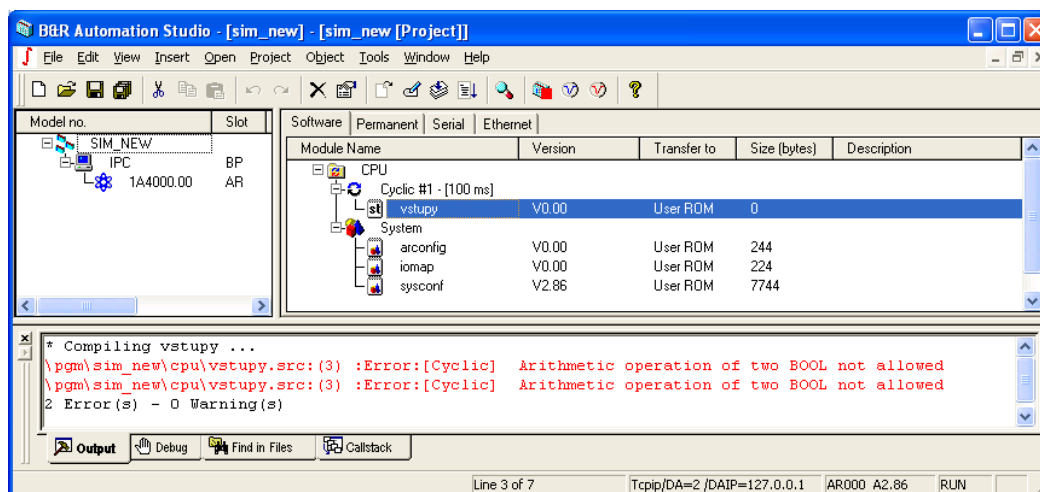 B&R Automation Studio - [sim_new] - [sim_new [Project]]
File Edit View Insert Open Project Object Tools Window Help
Model no. Slot
SIM_NEW
IPC BP
1A4000.00 AR
Software Permanent Serial Ethernet
Module Name Version Transfer to Size (bytes) Description
CPU
Cyclic #1 - [100 ms]
st vstupy V0.00 User ROM 0
System
arconfig V0.00 User ROM 244
iomap V0.00 User ROM 224
sysconf V2.86 User ROM 7744
* Compiling vstupy ...
\pgm\sim_new\cpu\vstupy.src:(3) :Error:[Cyclic] Arithmetic operation of two BOOL not allowed
\pgm\sim_new\cpu\vstupy.src:(3) :Error:[Cyclic] Arithmetic operation of two BOOL not allowed
2 Error(s) - 0 Warning(s)
Output Debug Find in Files Callstack
Line 3 of 7 Tcpip/DA=2 /DAIP=127.0.0.1 AR000 A2.86 RUN